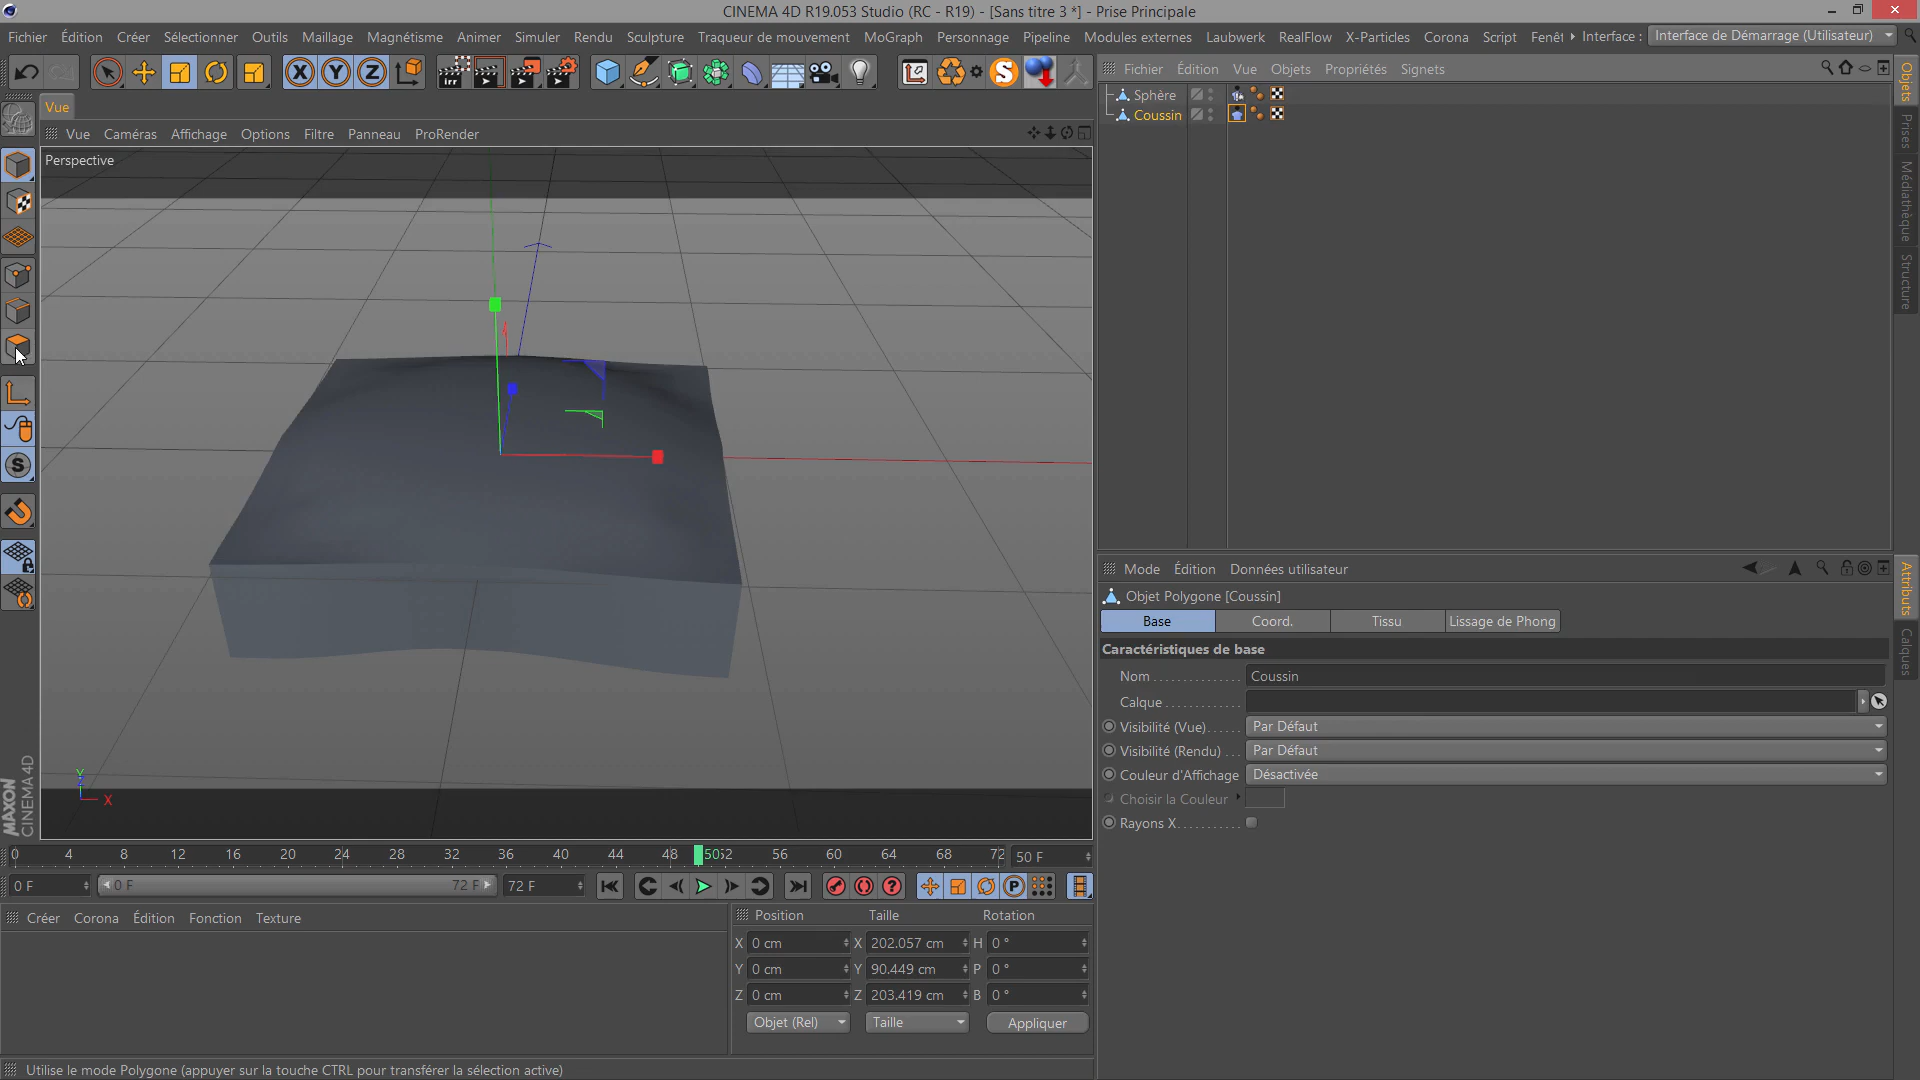 CINEMA 4D R19.053 Studio (RC - R19) - [Sans titre 3 *] - Prise Principale
Fichier Édition Créer Sélectionner Outils Maillage Magnétisme Animer Simuler Rendu Sculpture Traqueur de mouvement MoGraph Personnage Pipeline Modules externes Laubwerk RealFlow X-Particles Corona Script Fenêt Interface : Interface de Démarrage (Utilisateur)
X Y Z
Fichier Édition Vue Objets Propriétés Signets
Vue
Vue Caméras Affichage Options Filtre Panneau ProRender
Perspective
Sphère
Coussin
Objets
Prises
Médiathèque
Structure
Mode Édition Données utilisateur
Objet Polygone [Coussin]
Base Coord. Tissu Lissage de Phong
Caractéristiques de base
Nom Coussin
Calque
Visibilité (Vue) Par Défaut
Visibilité (Rendu) Par Défaut
Couleur d'Affichage Désactivée
Choisir la Couleur
Rayons X
Attributs
Calques
Y
X
MAXON
CINEMA 4D
0 4 8 12 16 20 24 28 32 36 40 44 48 50 52 56 60 64 68 72 50 F
0 F 0 F 72 F 72 F
Créer Corona Édition Fonction Texture
Position Taille Rotation
X 0 cm X 202.057 cm H 0 °
Y 0 cm Y 90.449 cm P 0 °
Z 0 cm Z 203.419 cm B 0 °
Objet (Rel) Taille Appliquer
Utilise le mode Polygone (appuyer sur la touche CTRL pour transférer la sélection active)